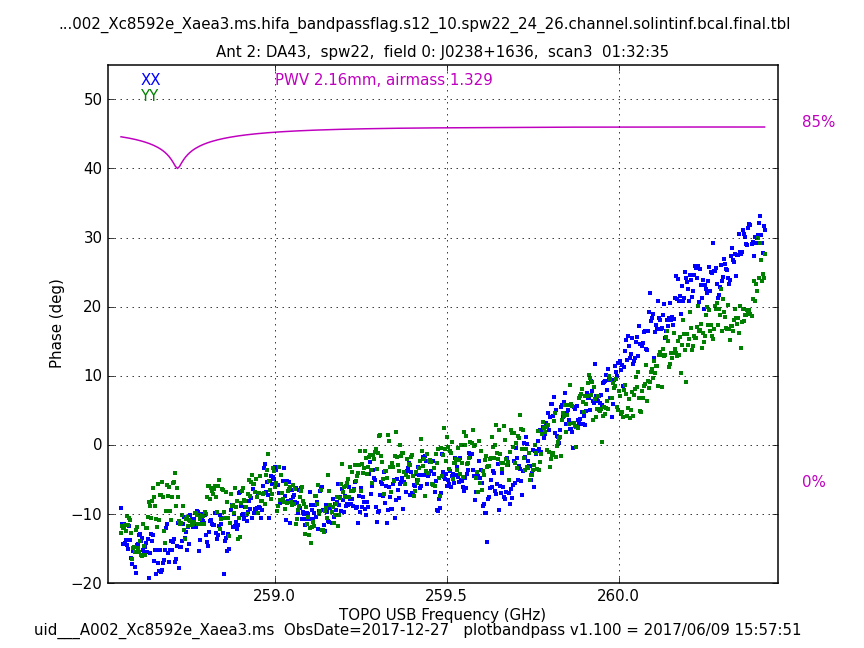 ...002_Xc8592e_Xaea3.ms.hifa_bandpassflag.s12_10.spw22_24_26.channel.solintinf.bcal.final.tbl
Ant 2: DA43, spw22, field 0: J0238+1636, scan3 01:32:35
XX PWV 2.16mm, airmass 1.329
YY
85%
0%
50
40
30
20
10
0
−10
−20
Phase (deg)
259.0 259.5 260.0
TOPO USB Frequency (GHz)
uid___A002_Xc8592e_Xaea3.ms ObsDate=2017-12-27 plotbandpass v1.100 = 2017/06/09 15:57:51